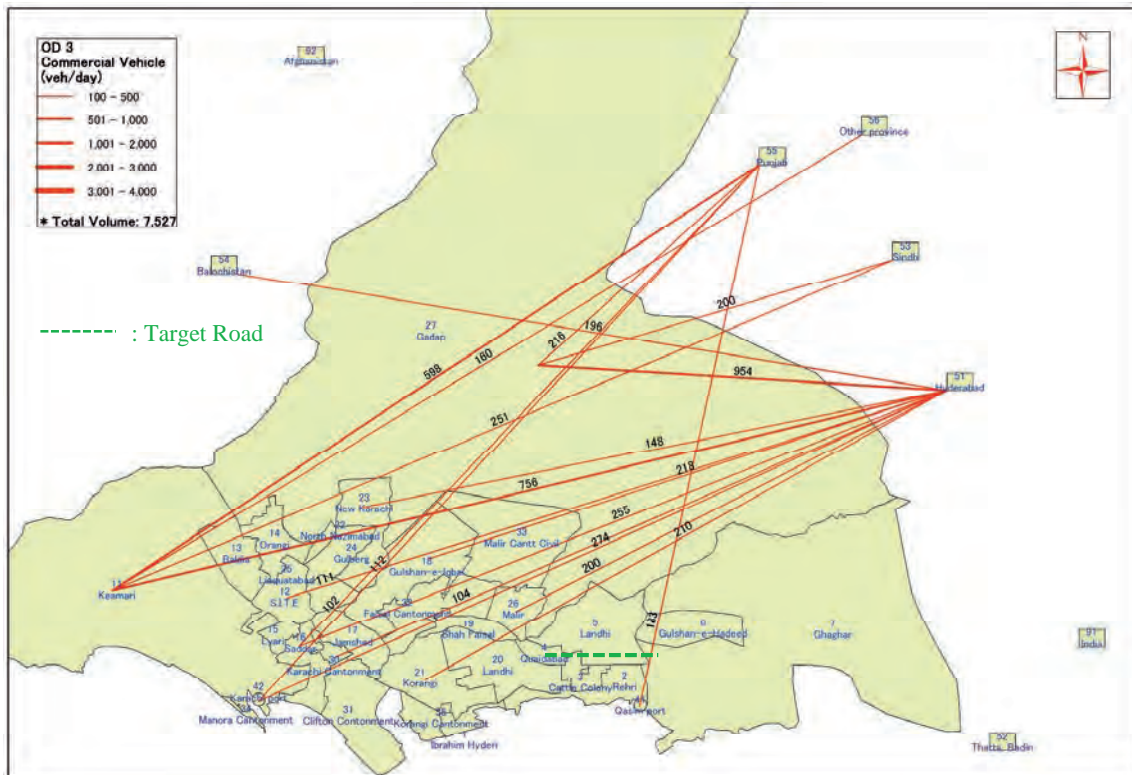 OD 3
Commercial Vehicle
(veh/day)
100 - 500
501 - 1,000
1,001 - 2,000
2,001 - 3,000
3,001 - 4,000
* Total Volume: 7.527
N
92
Afghanistan
56
Other province
55
Punjab
53
Sindh
54
Balochistan
: Target Road
27
Gadap
200
196
216
160
598
954
51
Hyderabad
251
148
218
756
255
274
210
200
23
New Karachi
22
North Nazimabad
14
Orangi
33
Malir Cantt Civil
13
Baldia
24
Gulberg
25
Liaquatabad
112
18
Gulshan-e-Iqbal
11
Keamari
12
S.I.T.E
111
102
104
Faisal Cantonment
26
Malir
15
Lyari
16
Saddar
17
Jamshed
19
Shah Faisal
5
Landhi
6
Gulshan-e-Hadeed
7
Ghaghar
113
91
India
4
Quaidabad
Karachi Cantonment
20
Landhi
21
Korangi
Cattle Colony
2
Rehri
42
Karachi port
Manora Cantonment
31
Clifton Contonment
Korangi Cantonment
Qasim port
Ibrahim Hyderi
52
Thatta, Badin